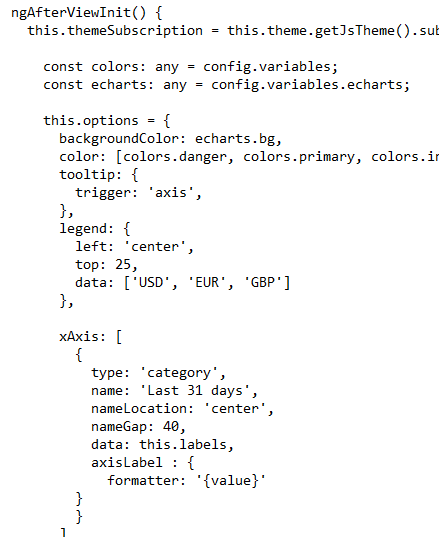 ngAfterViewInit() {
this.themeSubscription = this.theme.getJsTheme().sub
const colors: any = config.variables;
const echarts: any = config.variables.echarts;
this.options = {
backgroundColor: echarts.bg,
color: [colors.danger, colors.primary, colors.in
tooltip: {
trigger: 'axis',
},
legend: {
left: 'center',
top: 25,
data: ['USD', 'EUR', 'GBP']
},
xAxis: [
{
type: 'category',
name: 'Last 31 days',
nameLocation: 'center',
nameGap: 40,
data: this.labels,
axisLabel : {
formatter: '{value}'
}
}
]